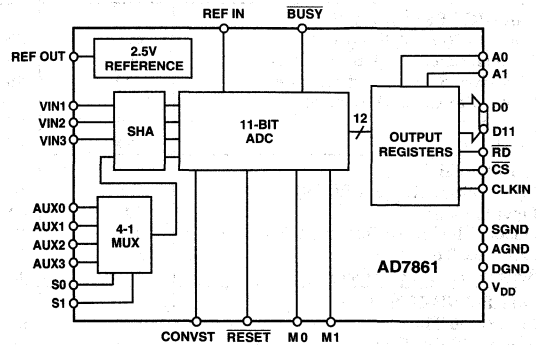 REF IN
BUSY
REF OUT
2.5V
REFERENCE
A0
A1
VIN1
VIN2
VIN3
SHA
11-BIT
ADC
12
OUTPUT
REGISTERS
D0
D11
RD
CS
CLKIN
AUX0
AUX1
AUX2
AUX3
S0
S1
4-1
MUX
SGND
AGND
DGND
VDD
AD7861
CONVST
RESET
M0
M1